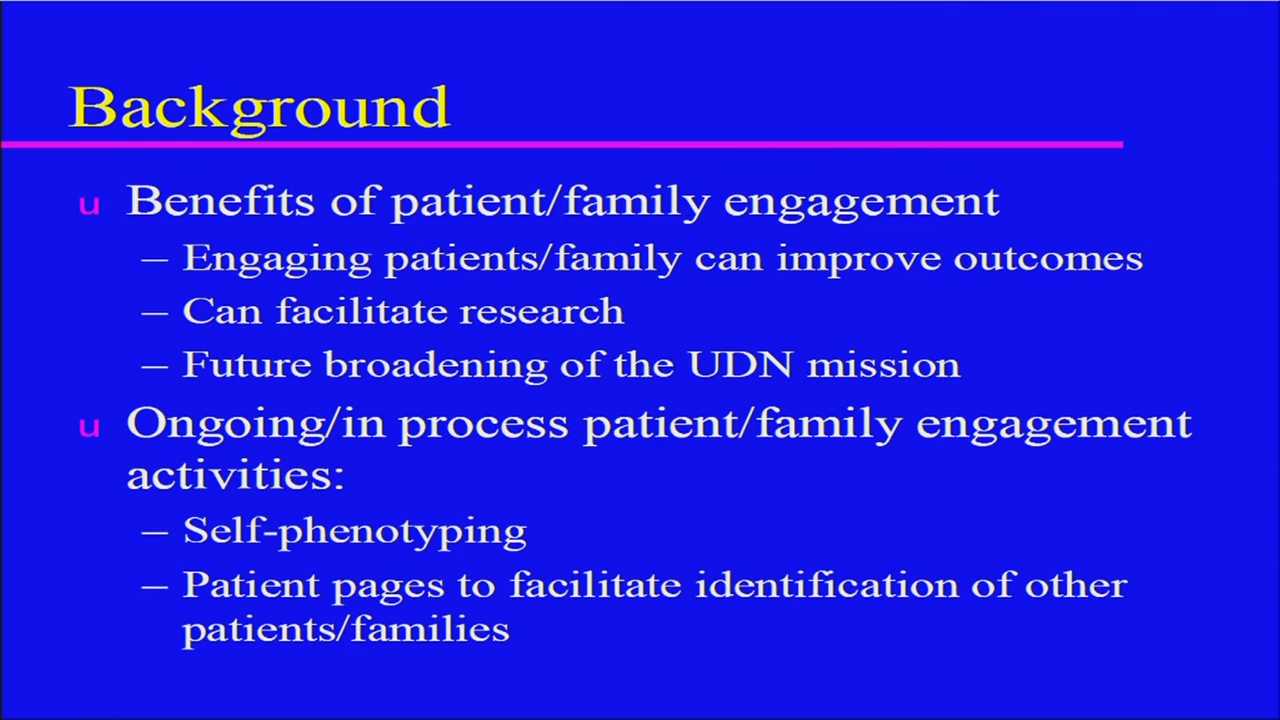 Background
u Benefits of patient/family engagement
– Engaging patients/family can improve outcomes
– Can facilitate research
– Future broadening of the UDN mission
u Ongoing/in process patient/family engagement
activities:
– Self-phenotyping
– Patient pages to facilitate identification of other
patients/families